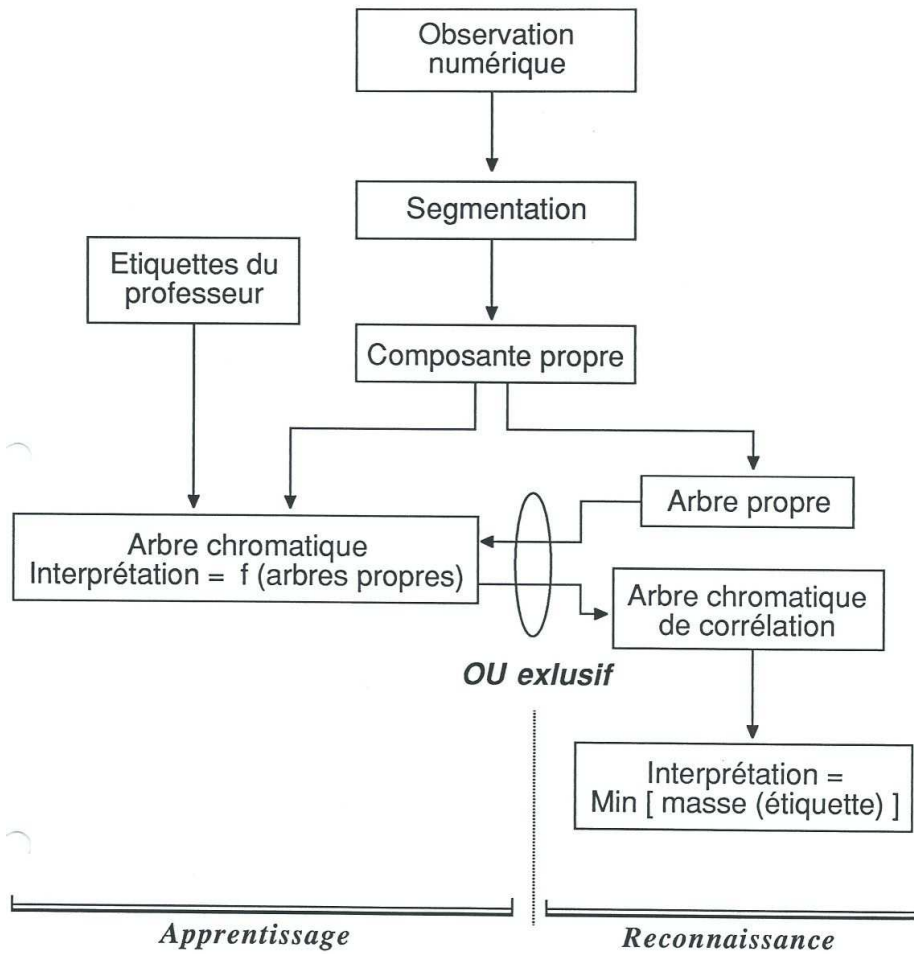 Observation
numérique
Segmentation
Etiquettes du
professeur
Composante propre
Arbre propre
Arbre chromatique
Interprétation = f (arbres propres)
Arbre chromatique
de corrélation
OU exlusif
Interprétation =
Min [ masse (étiquette) ]
Apprentissage
Reconnaissance